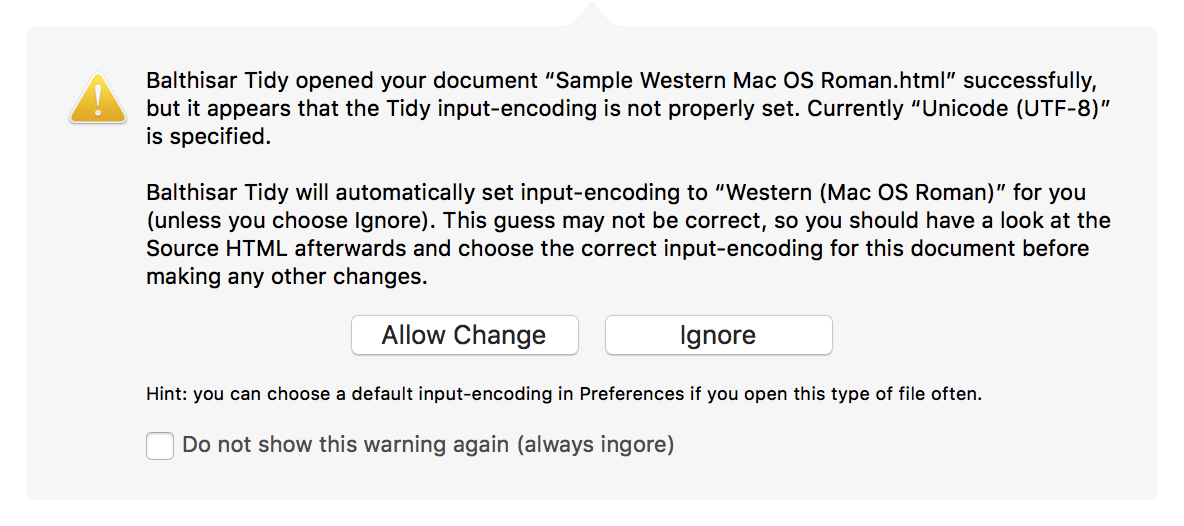 Balthisar Tidy opened your document “Sample Western Mac OS Roman.html” successfully,
but it appears that the Tidy input-encoding is not properly set. Currently “Unicode (UTF-8)”
is specified.
Balthisar Tidy will automatically set input-encoding to “Western (Mac OS Roman)” for you
(unless you choose Ignore). This guess may not be correct, so you should have a look at the
Source HTML afterwards and choose the correct input-encoding for this document before
making any other changes.
Allow Change Ignore
Hint: you can choose a default input-encoding in Preferences if you open this type of file often.
Do not show this warning again (always ingore)